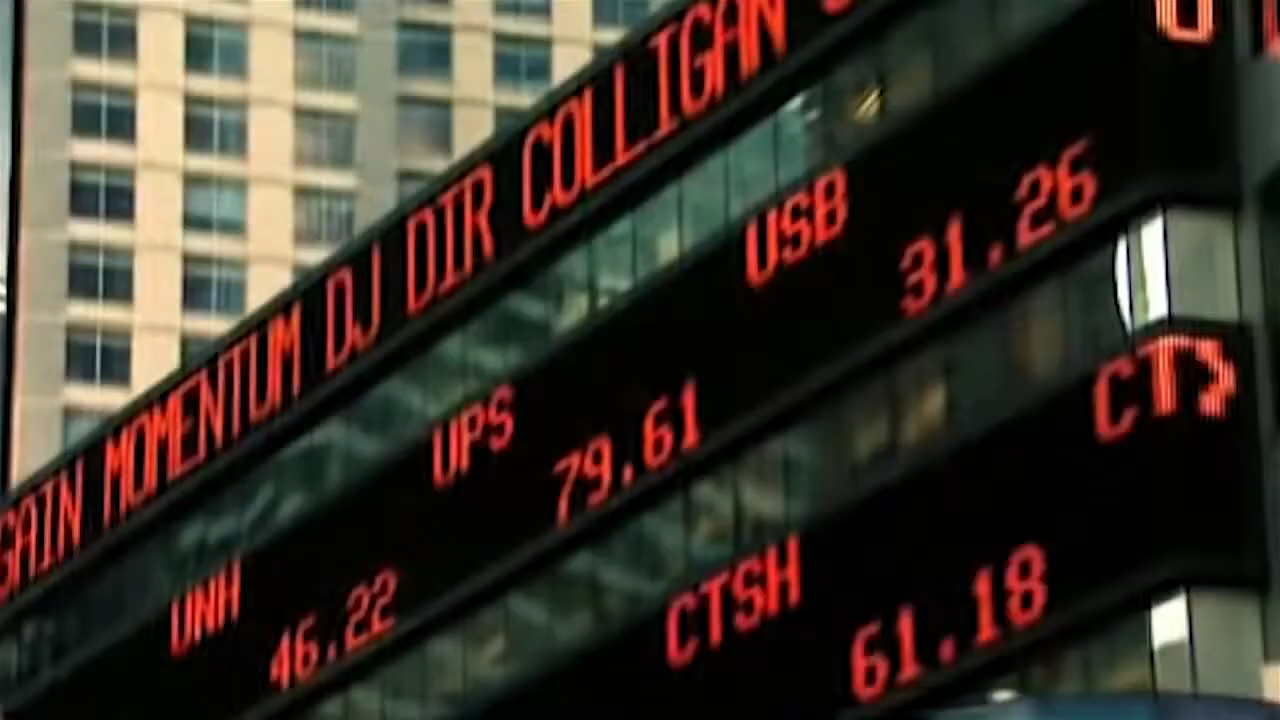 GAIN MOMENTUM DJ DIR COLLIGAN
USB 31.26
UPS 79.61
UNH 46.22
CTSH 61.18